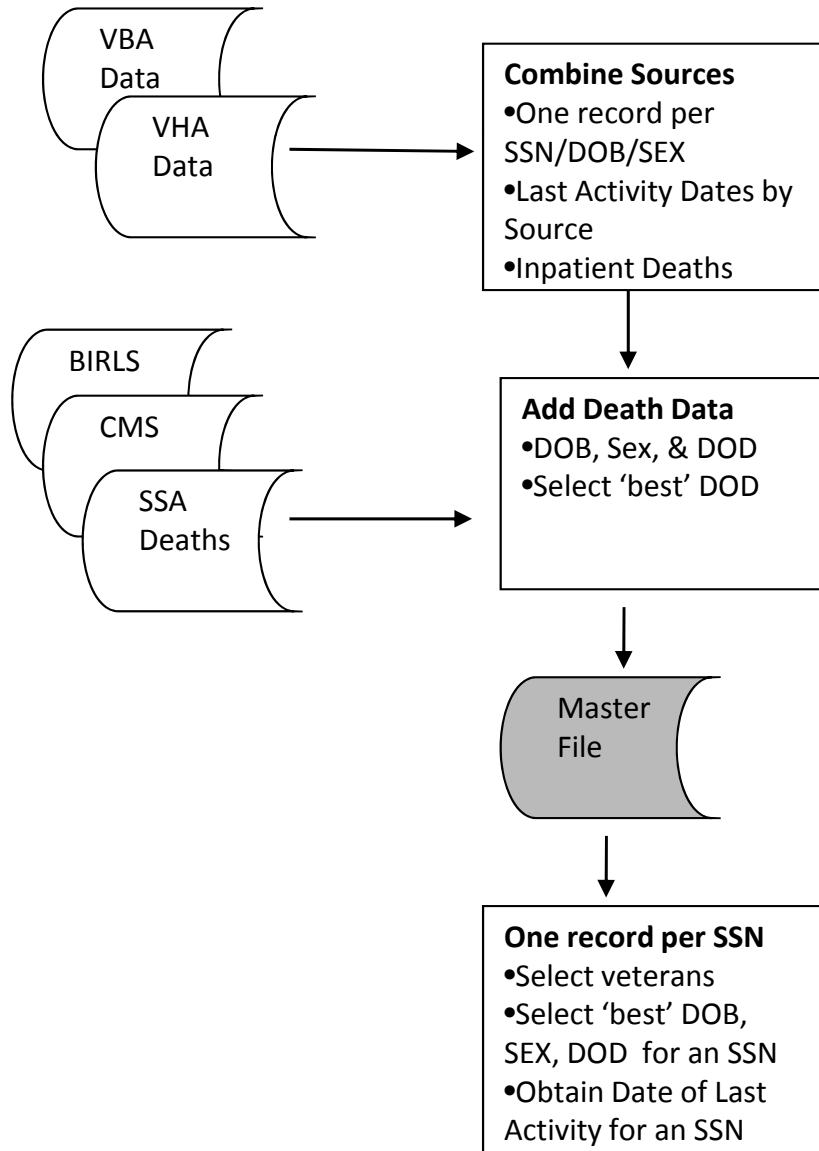 VBA
Data
VHA
Data
Combine Sources
•One record per
SSN/DOB/SEX
•Last Activity Dates by
Source
•Inpatient Deaths
BIRLS
CMS
SSA
Deaths
Add Death Data
•DOB, Sex, & DOD
•Select ‘best’ DOD
Master
File
One record per SSN
•Select veterans
•Select ‘best’ DOB,
SEX, DOD for an SSN
•Obtain Date of Last
Activity for an SSN